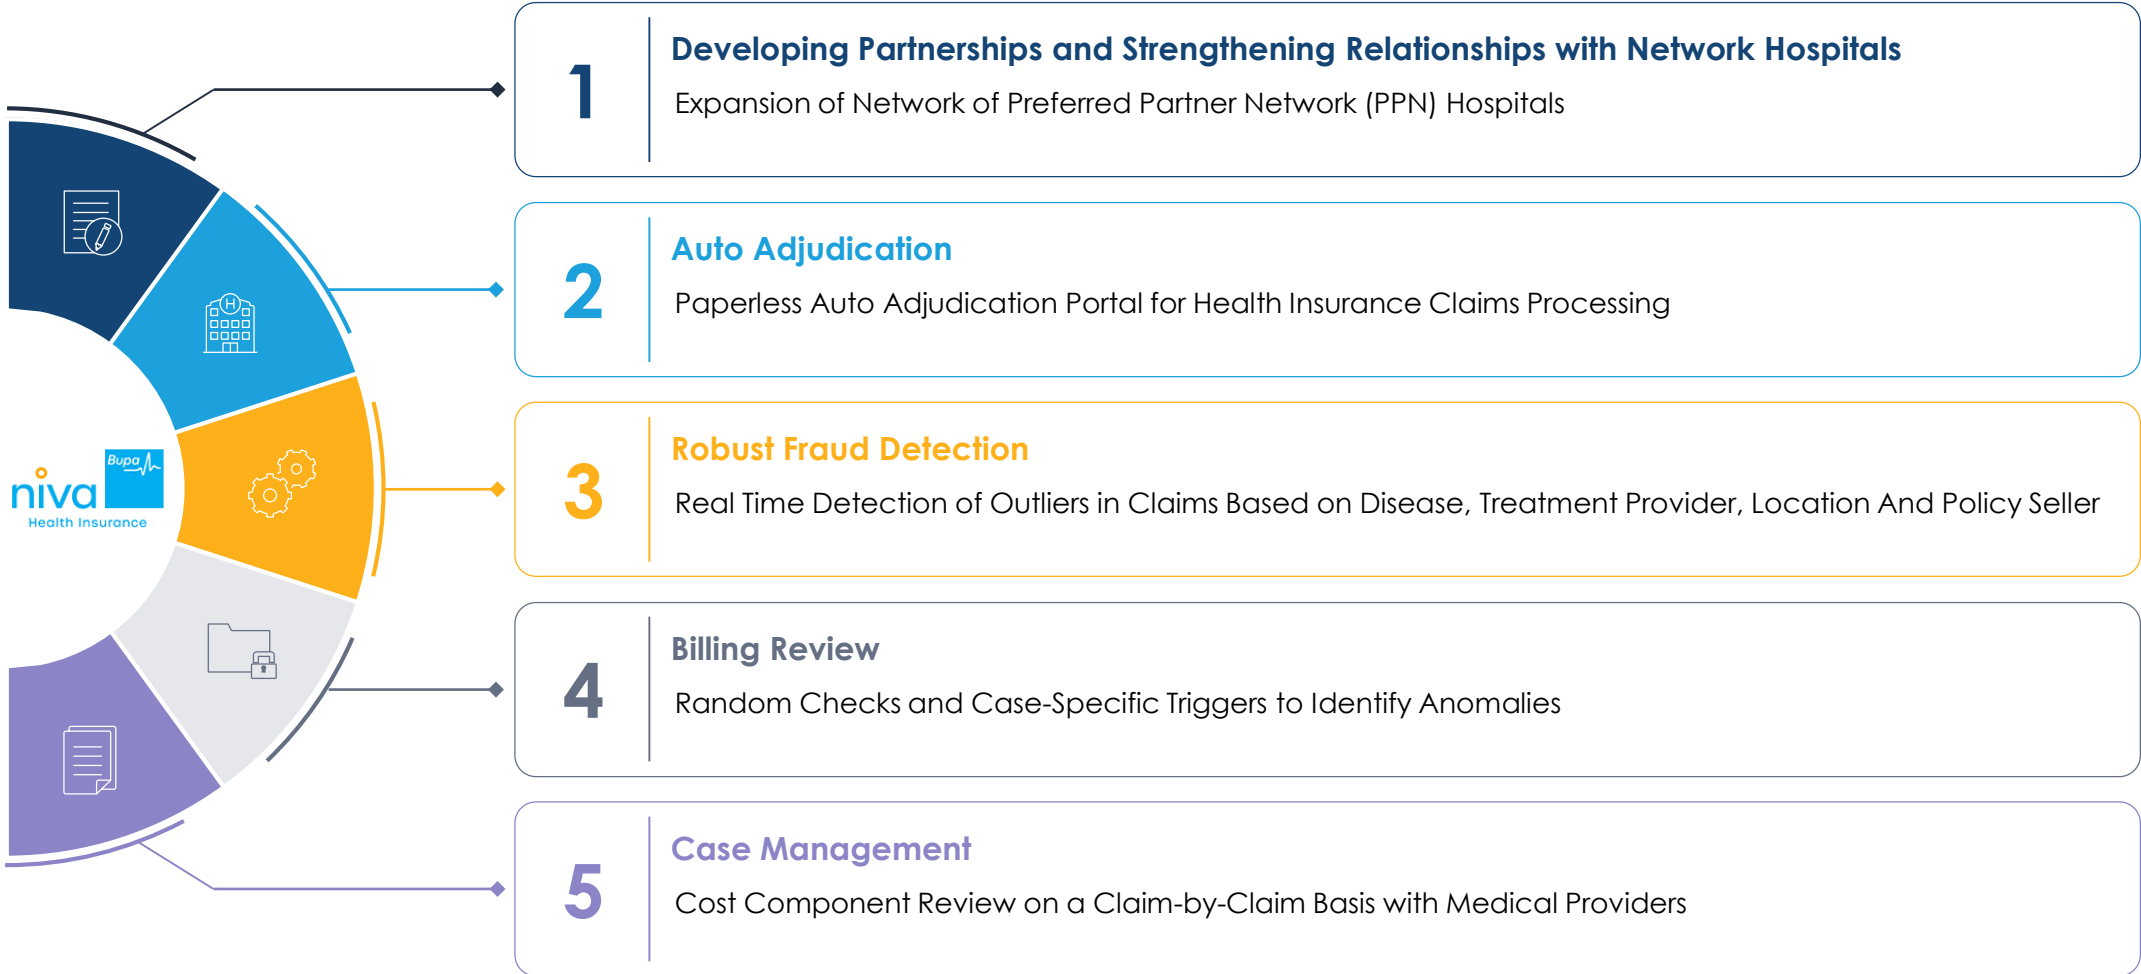 1
Developing Partnerships and Strengthening Relationships with Network Hospitals
Expansion of Network of Preferred Partner Network (PPN) Hospitals
2
Auto Adjudication
Paperless Auto Adjudication Portal for Health Insurance Claims Processing
H
niva
Bupa
Health Insurance
3
Robust Fraud Detection
Real Time Detection of Outliers in Claims Based on Disease, Treatment Provider, Location And Policy Seller
4
Billing Review
Random Checks and Case-Specific Triggers to Identify Anomalies
5
Case Management
Cost Component Review on a Claim-by-Claim Basis with Medical Providers